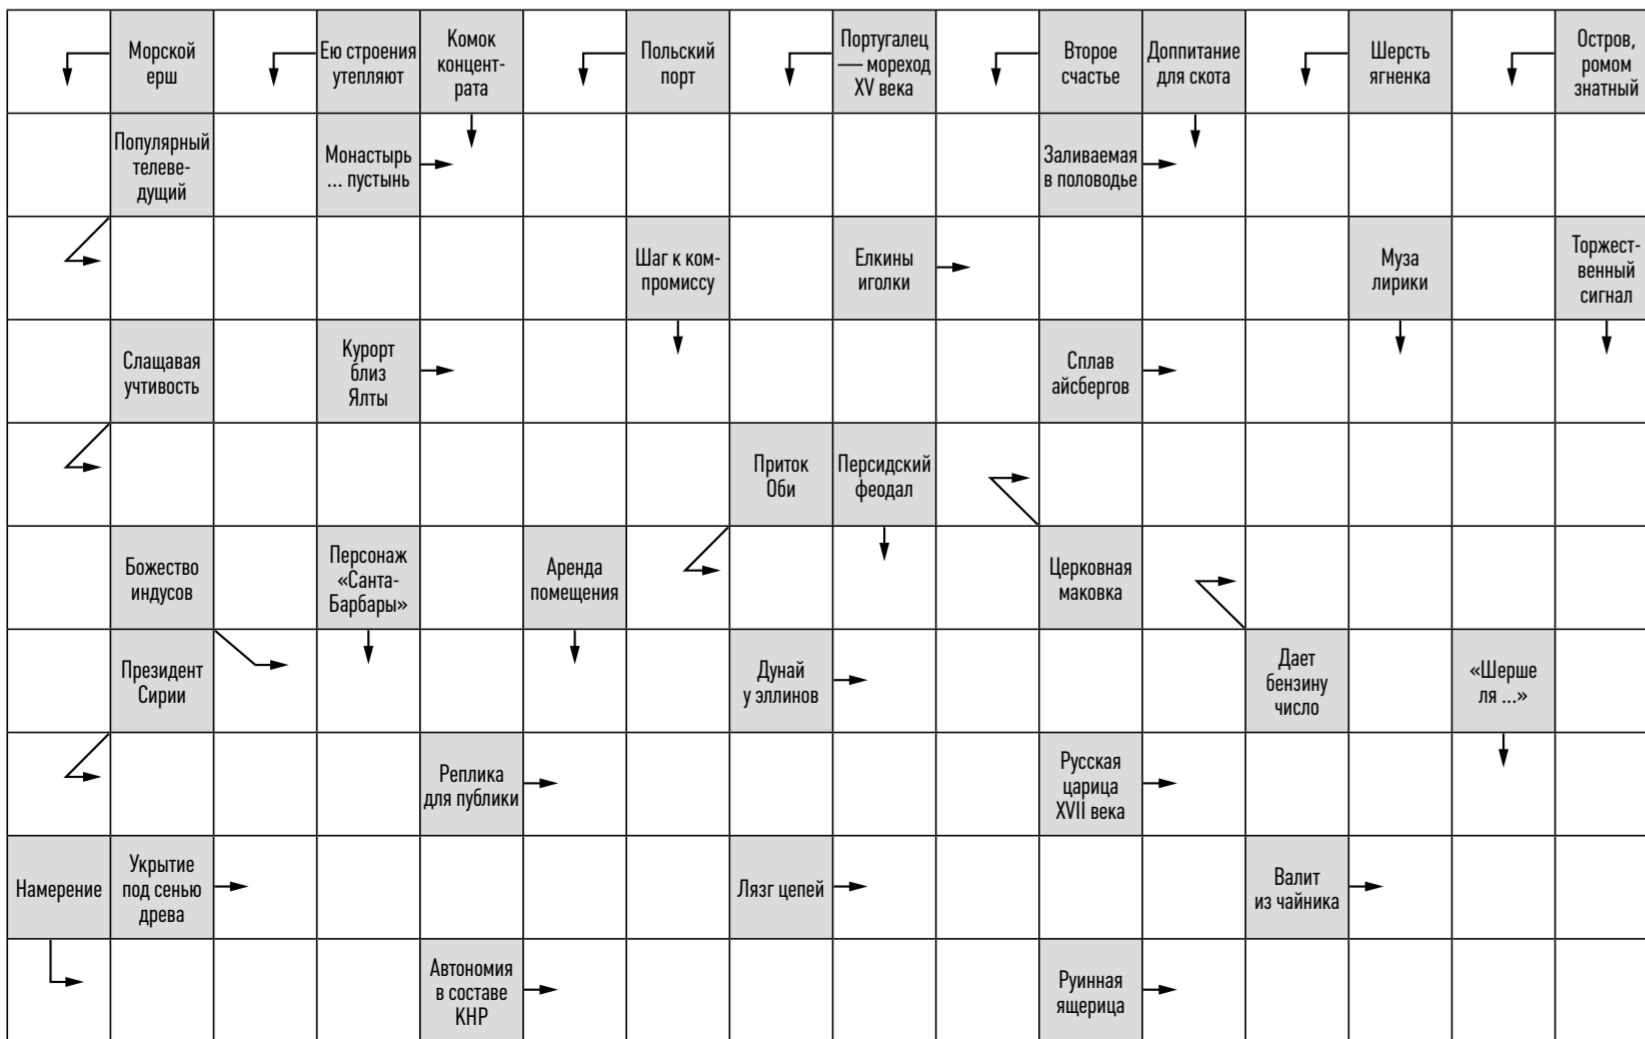 Морской
ерш
Ею строения
утепляют
Комок
концент-
рата
Польский
порт
Португалец
— мореход
XV века
Второе
счастье
Доппитание
для скота
Шерсть
ягненка
Остров,
ромом
знатный
Популярный
телеве-
дущий
Монастырь
... пустынь
Заливаемая
в половодье
Шаг к ком-
промиссу
Елкины
иголки
Муза
лирики
Торжест-
венный
сигнал
Слащавая
учтивость
Курорт
близ
Ялты
Сплав
айсбергов
Приток
Оби
Персидский
феодал
Божество
индусов
Персонаж
«Санта-
Барбары»
Аренда
помещения
Церковная
маковка
Президент
Сирии
Дунай
у эллинов
Дает
бензину
число
«Шерше
ля ...»
Реплика
для публики
Русская
царица
XVII века
Намерение
Укрытие
под сенью
древа
Лязг цепей
Валит
из чайника
Автономия
в составе
КНР
Руинная
ящерица